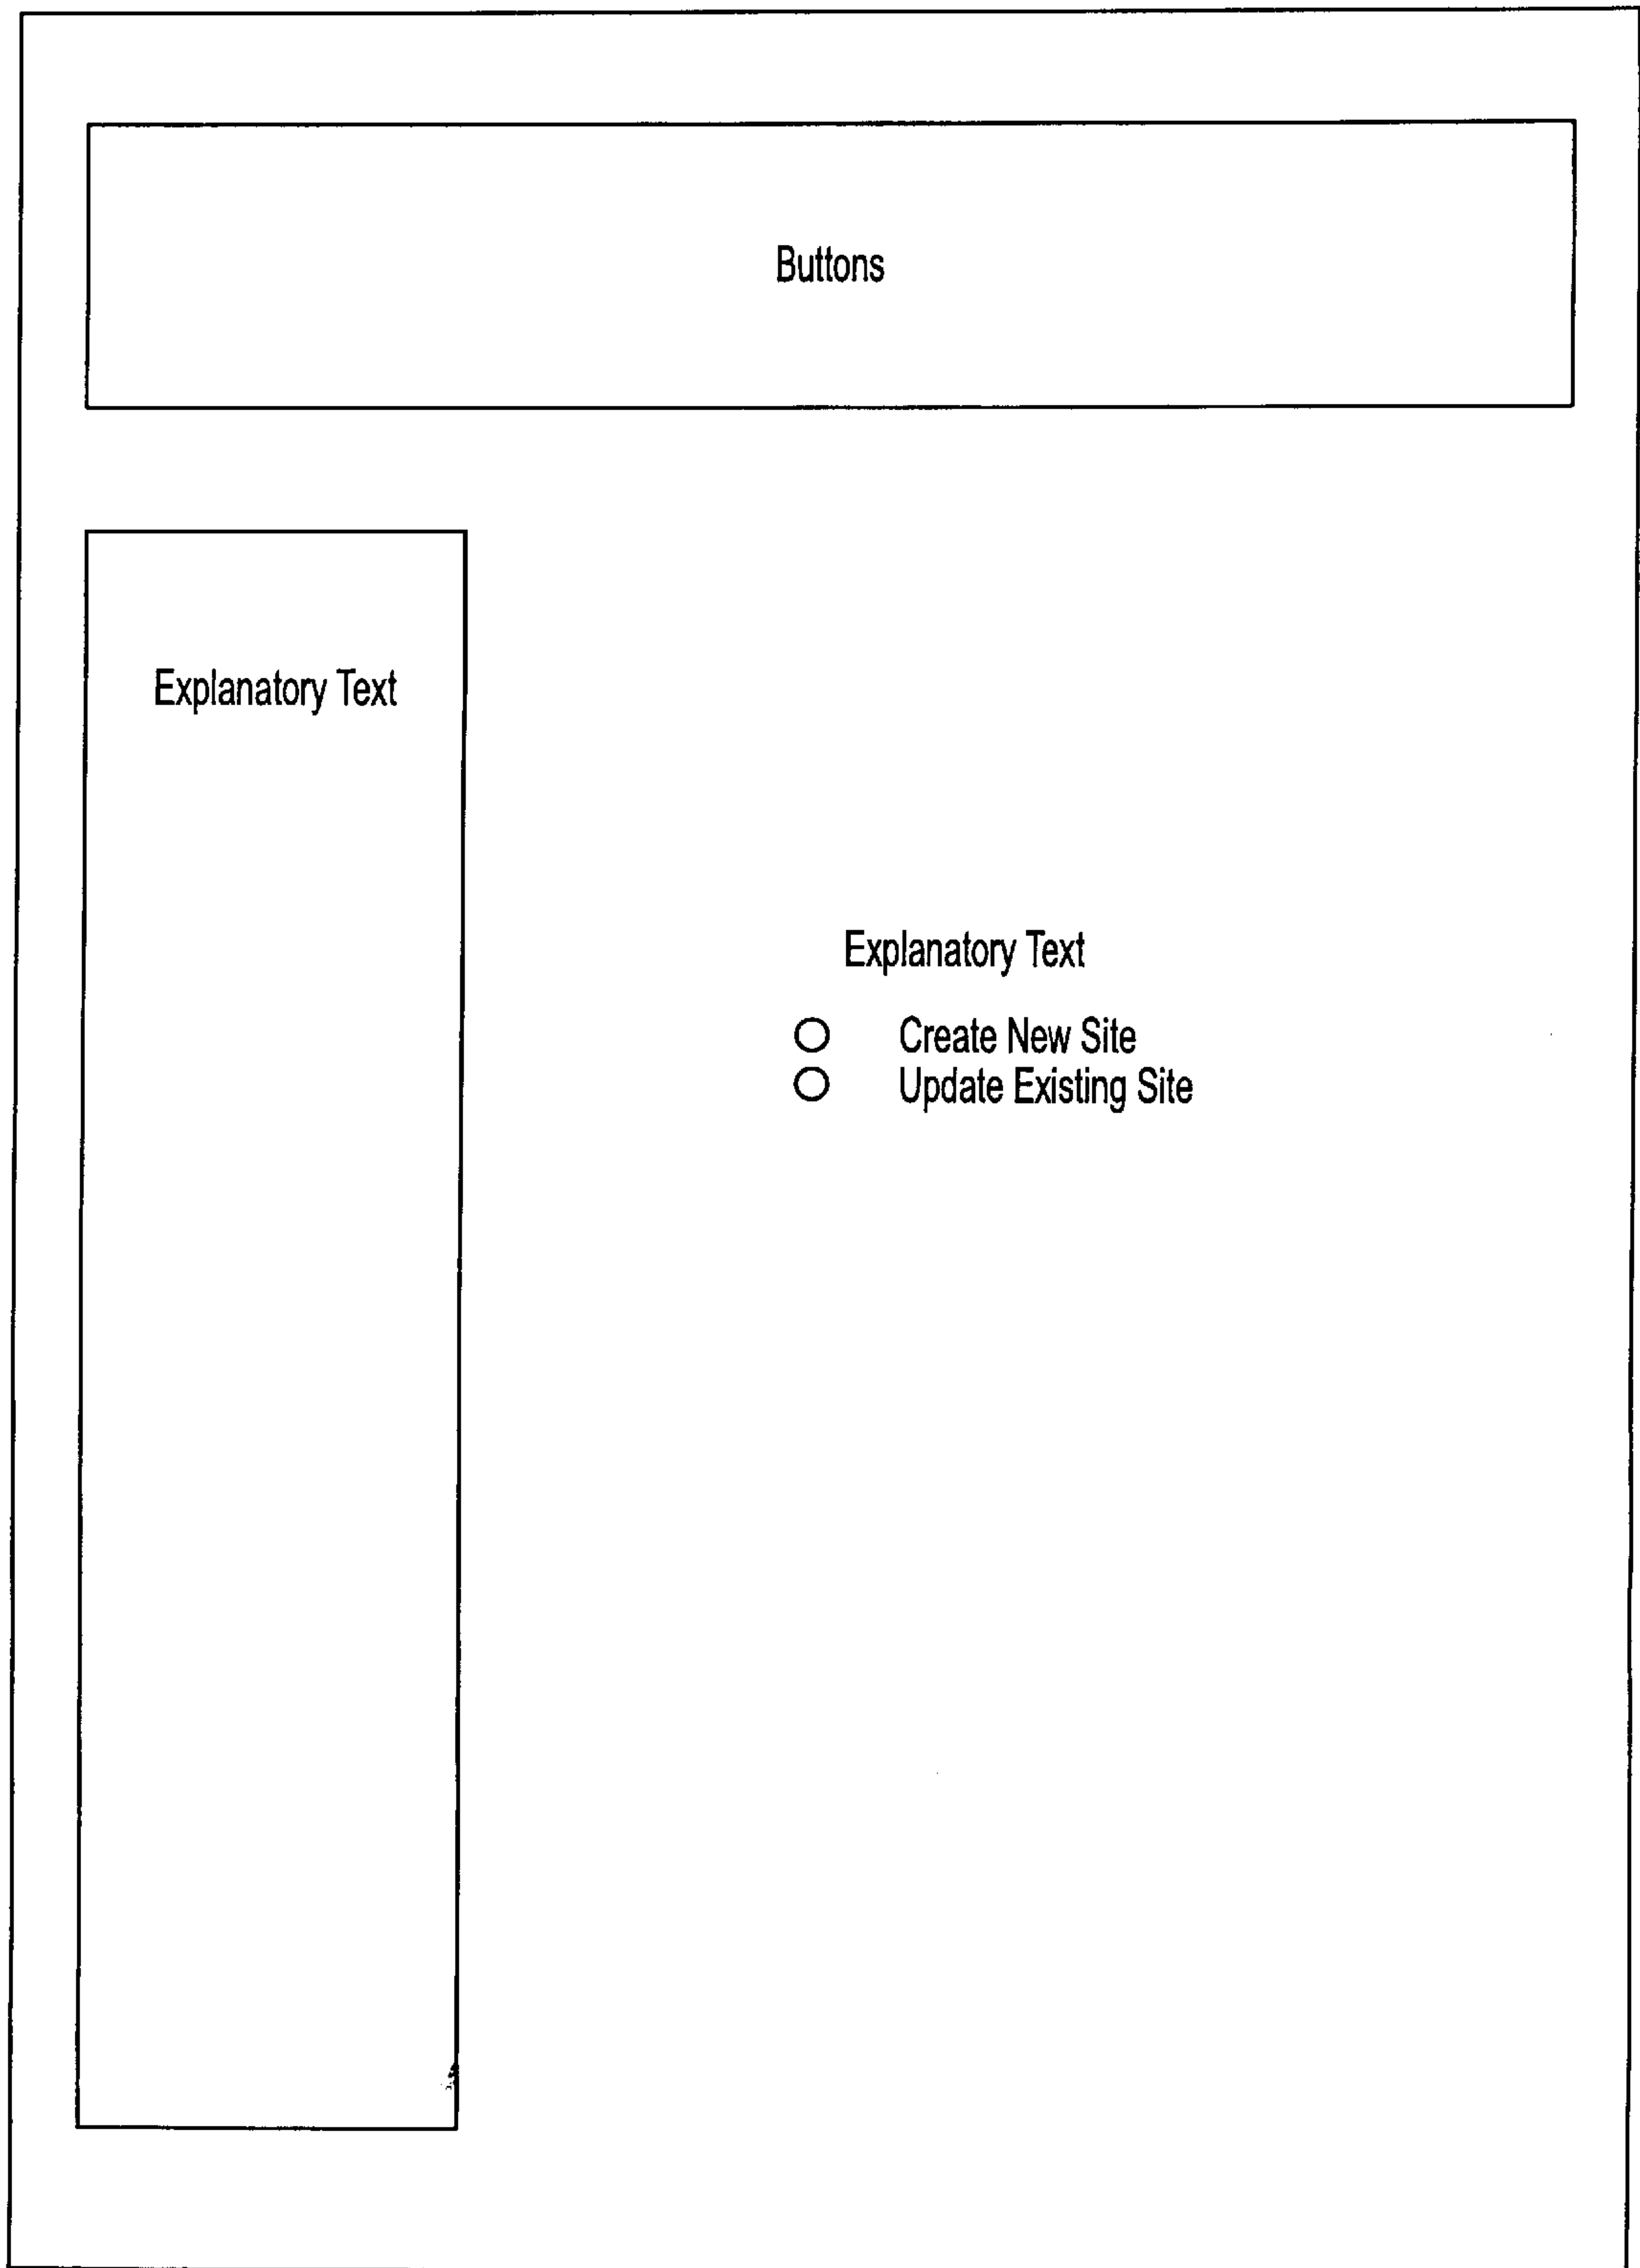 Buttons
Explanatory Text
Explanatory Text
Create New Site
Update Existing Site